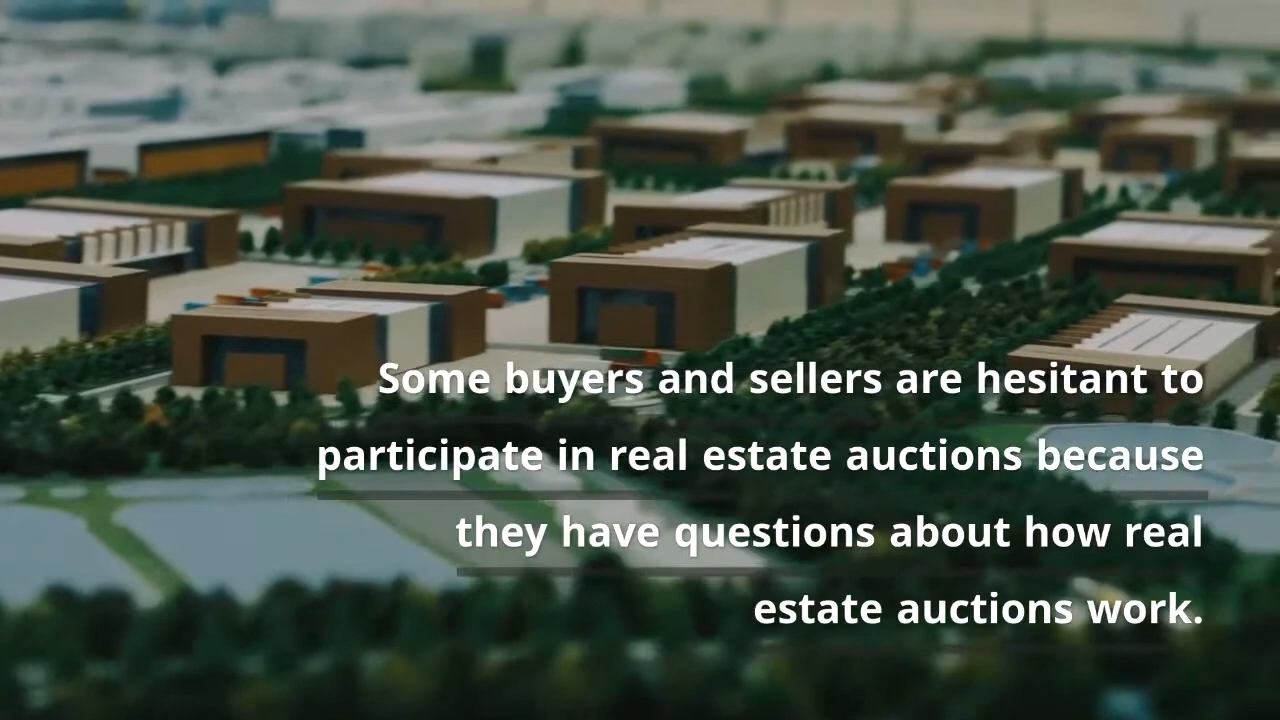 Some buyers and sellers are hesitant to
participate in real estate auctions because
they have questions about how real
estate auctions work.